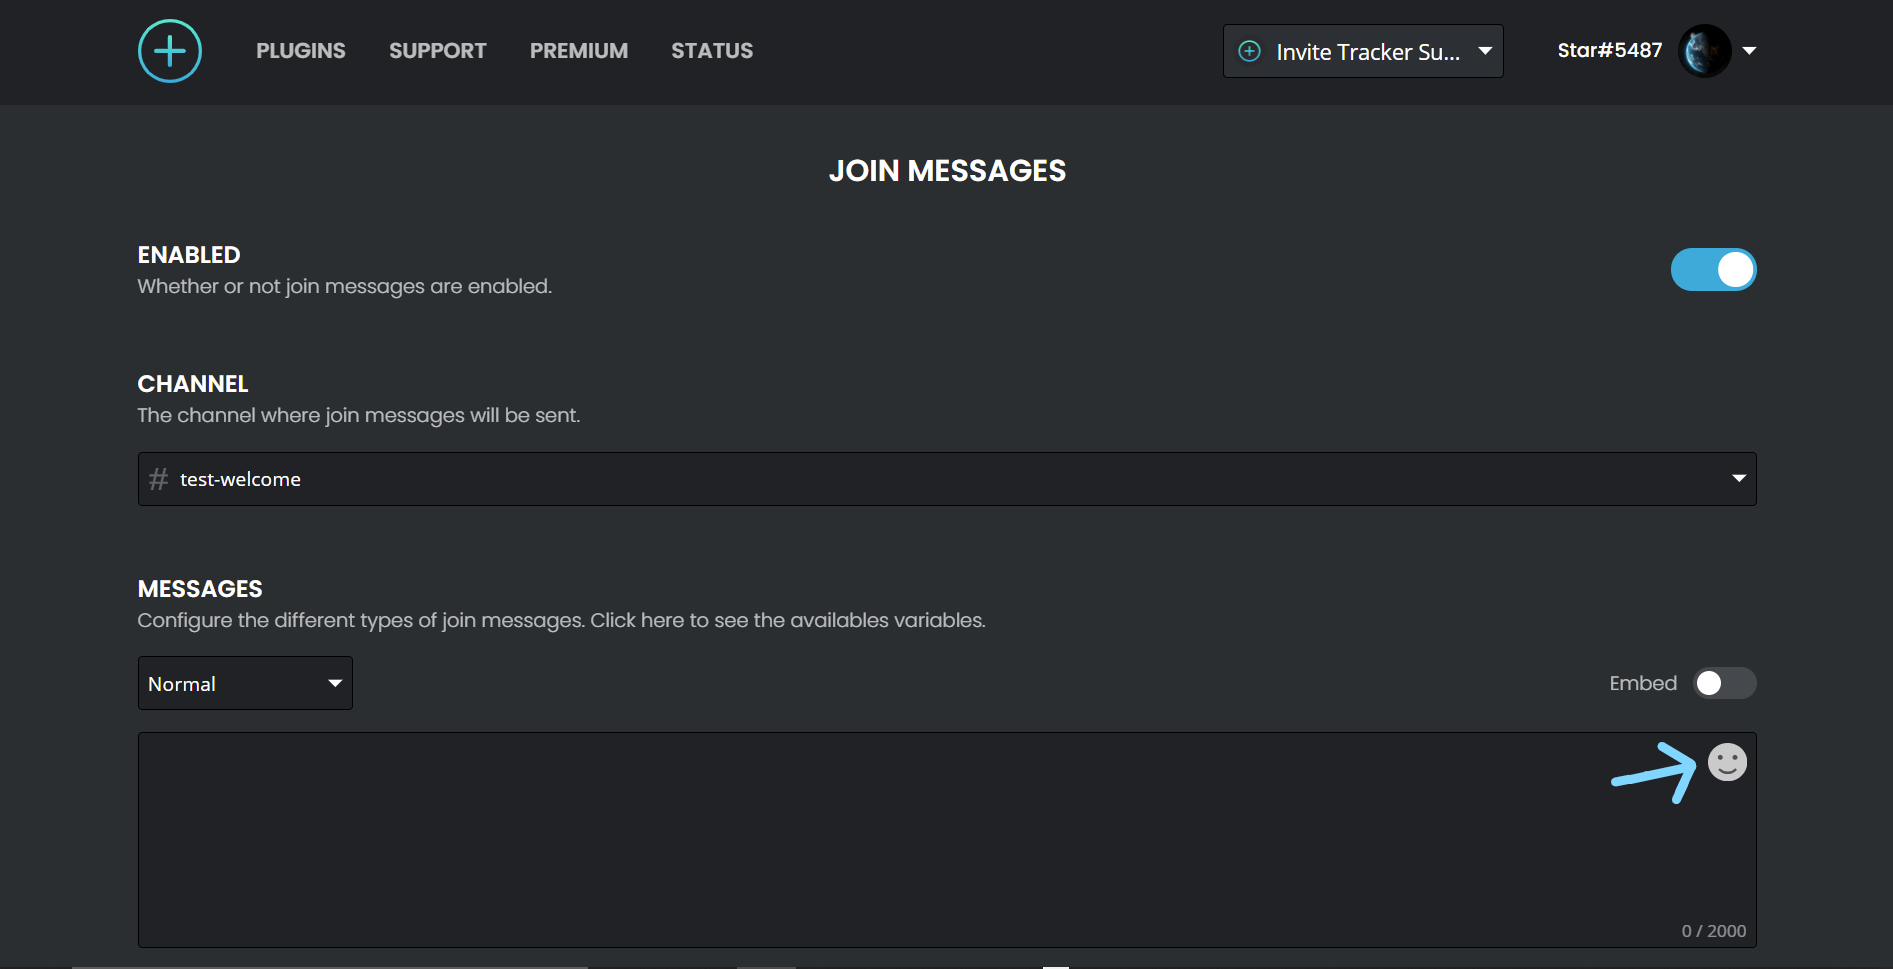 PLUGINS SUPPORT PREMIUM STATUS Invite Tracker Su... Star#5487
JOIN MESSAGES
ENABLED
Whether or not join messages are enabled.
CHANNEL
The channel where join messages will be sent.
# test-welcome
MESSAGES
Configure the different types of join messages. Click here to see the availables variables.
Normal Embed
0 / 2000